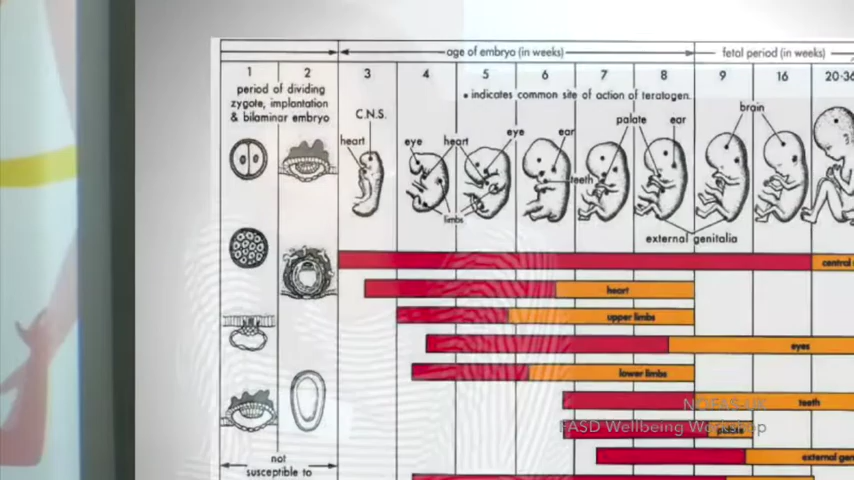 age of embryo (in weeks)
fetal period (in weeks)
1
2
3
4
5
6
7
8
9
16
20-36
period of dividing
zygote, implantation
& bilaminar embryo
• indicates common site of action of teratogen
C.N.S.
heart
eye
heart
eye
ear
palate
ear
brain
limbs
teeth
external genitalia
central
heart
upper limbs
eyes
lower limbs
teeth
palate
external gen
not
susceptible to
NOFAS-UK
FASD Wellbeing Workshop